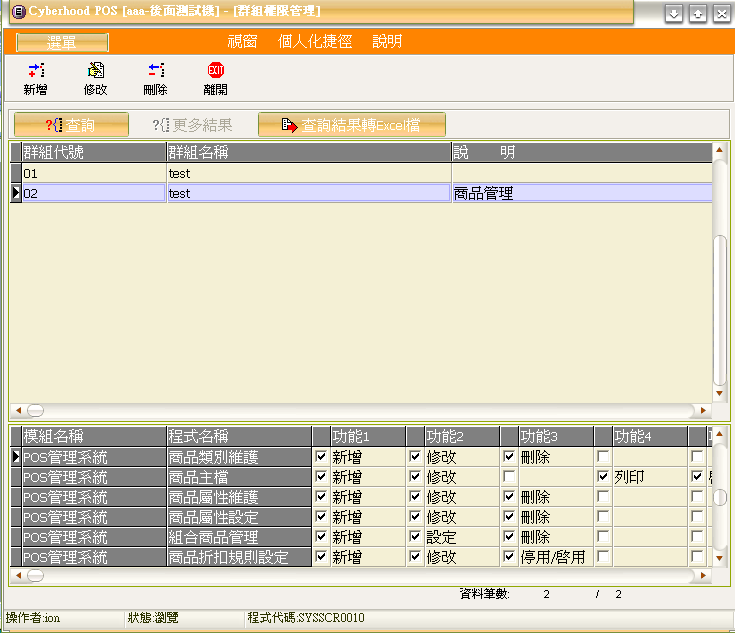 Cyberhood POS [aaa-後面測試機] - [群組權限管理]
選單 視窗 個人化捷徑 說明
新增 修改 刪除 離開
?{}查詢 ?{}更多結果 查詢結果轉Excel檔
群組代號 群組名稱 說 明
01 test
02 test 商品管理
模組名稱 程式名稱 功能1 功能2 功能3 功能4
POS管理系統 商品類別維護 新增 修改 刪除
POS管理系統 商品主檔 新增 修改 列印
POS管理系統 商品屬性維護 新增 修改 刪除
POS管理系統 商品屬性設定 新增 修改 刪除
POS管理系統 組合商品管理 新增 設定 刪除
POS管理系統 商品折扣規則設定 新增 修改 停用/啓用
資料筆數: 2 / 2
操作者:ion 狀態:瀏覽 程式代碼:SYSSCR0010